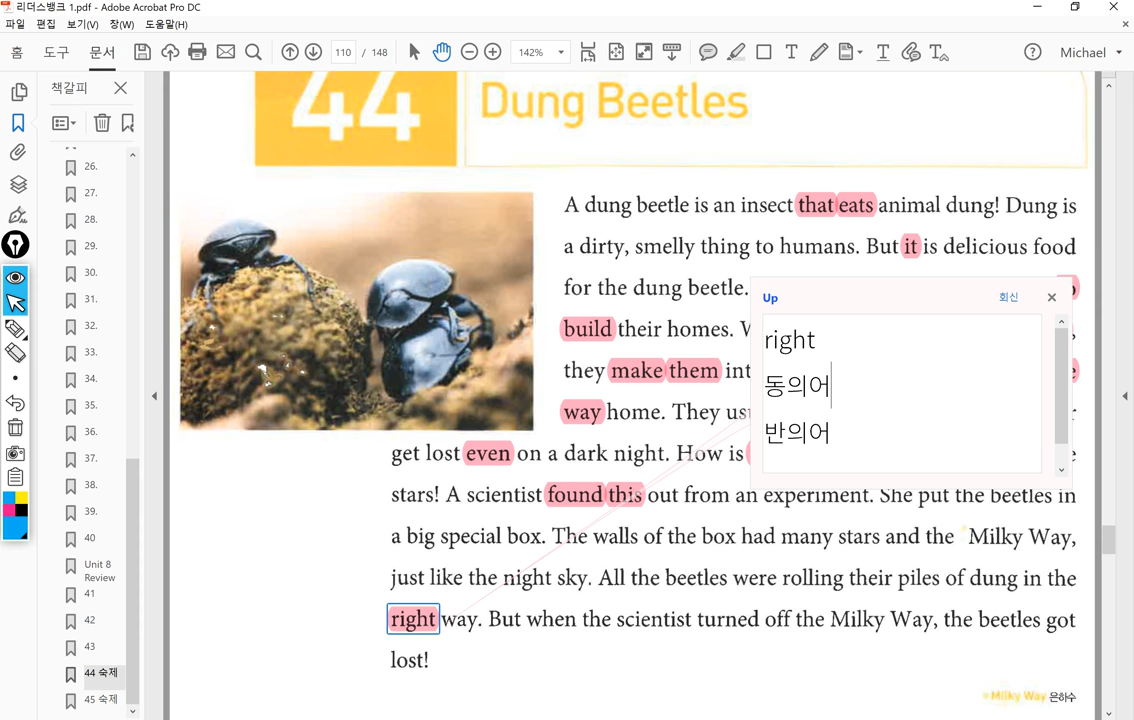 리더스뱅크 1.pdf - Adobe Acrobat Pro DC
파일 편집 보기(V) 창(W) 도움말(H)
홈 도구 문서 110 / 148 142% Michael
책갈피
26.
27.
28.
29.
30.
31.
32.
33.
34.
35.
36.
37.
38.
39.
40
Unit 8
Review
41
42
43
44 숙제
45 숙제
44 Dung Beetles
A dung beetle is an insect that eats animal dung! Dung is
a dirty, smelly thing to humans. But it is delicious food
for the dung beetle.
build their homes.
they make them
way home. They
get lost even on a dark night. How is
stars! A scientist found this out from an experiment. She put the beetles in
a big special box. The walls of the box had many stars and the *Milky Way,
just like the night sky. All the beetles were rolling their piles of dung in the
right way. But when the scientist turned off the Milky Way, the beetles got
lost!
* Milky Way 은하수
Up 회신
right
동의어
반의어